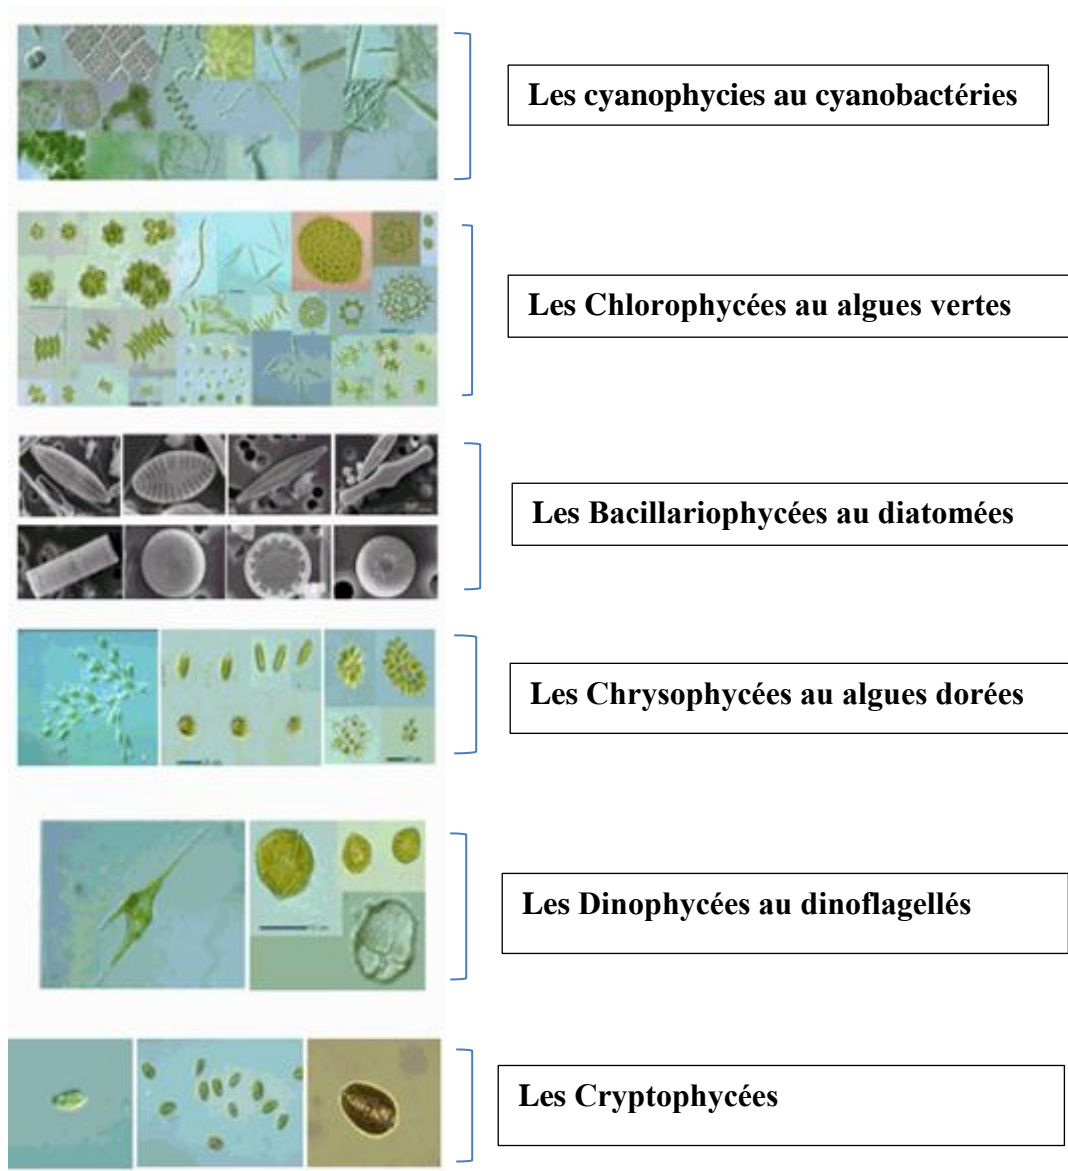 Les cyanophycies au cyanobactéries
Les Chlorophycées au algues vertes
Les Bacillariophycées au diatomées
Les Chrysophycées au algues dorées
Les Dinophycées au dinoflagellés
Les Cryptophycées